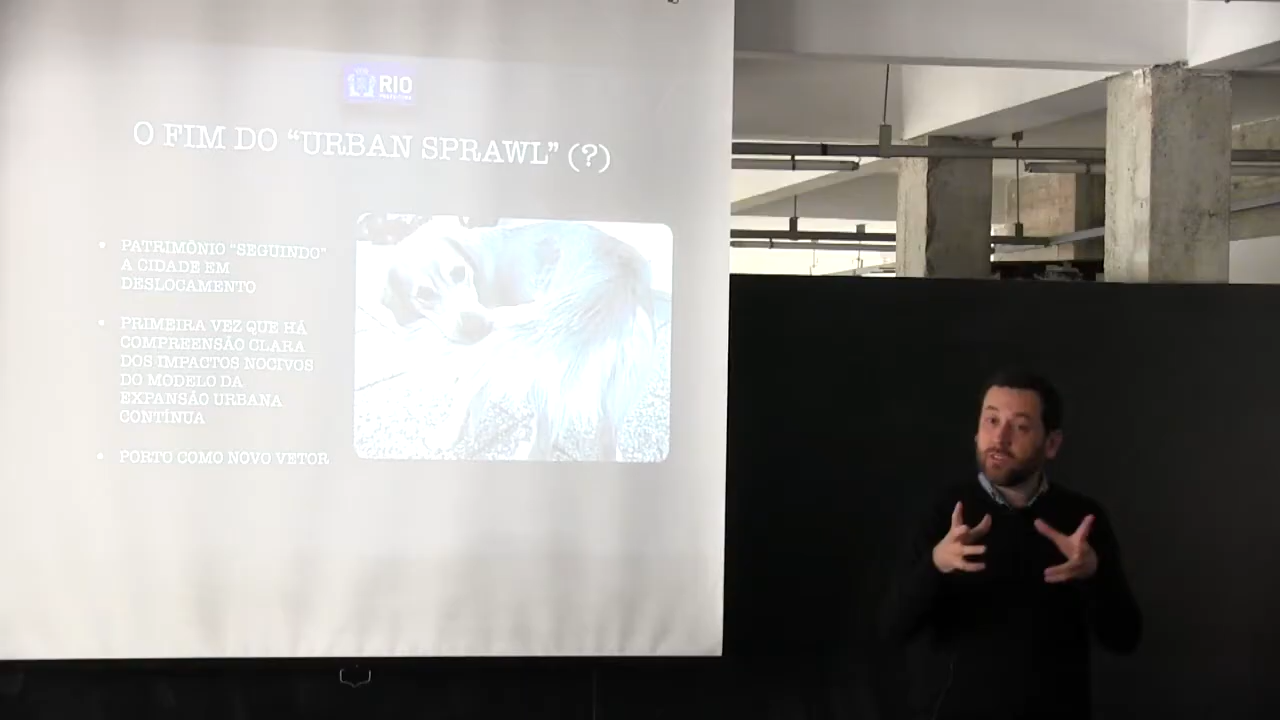 RIO
PREFEITURA
O FIM DO “URBAN SPRAWL” (?)
• PATRIMÔNIO “SEGUINDO”
A CIDADE EM
DESLOCAMENTO
• PRIMEIRA VEZ QUE HÁ
COMPREENSÃO CLARA
DOS IMPACTOS NOCIVOS
DO MODELO DA
EXPANSÃO URBANA
CONTÍNUA
• PORTO COMO NOVO VETOR